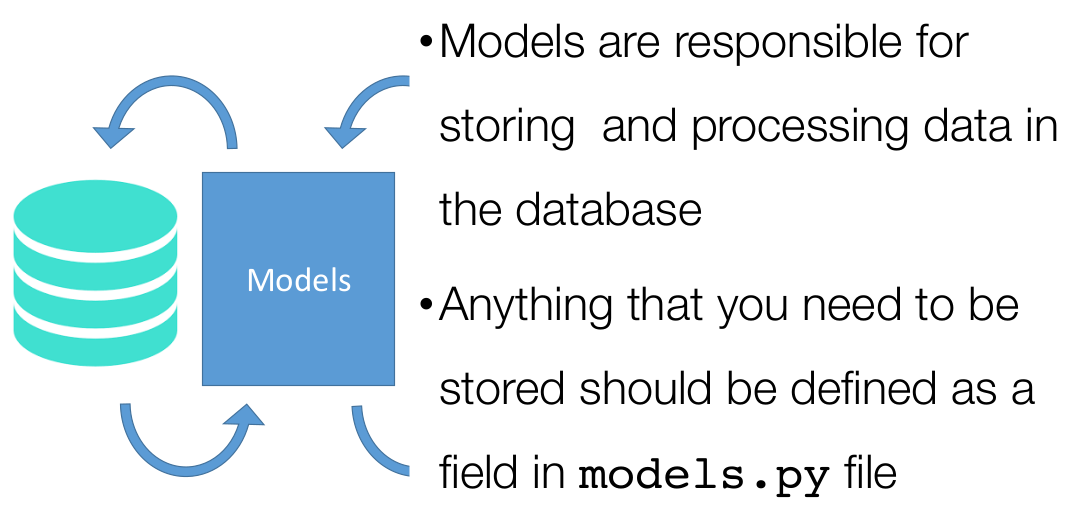 Models
•Models are responsible for
storing  and processing data in
the database
•Anything that you need to be
stored should be defined as a
field in models.py file